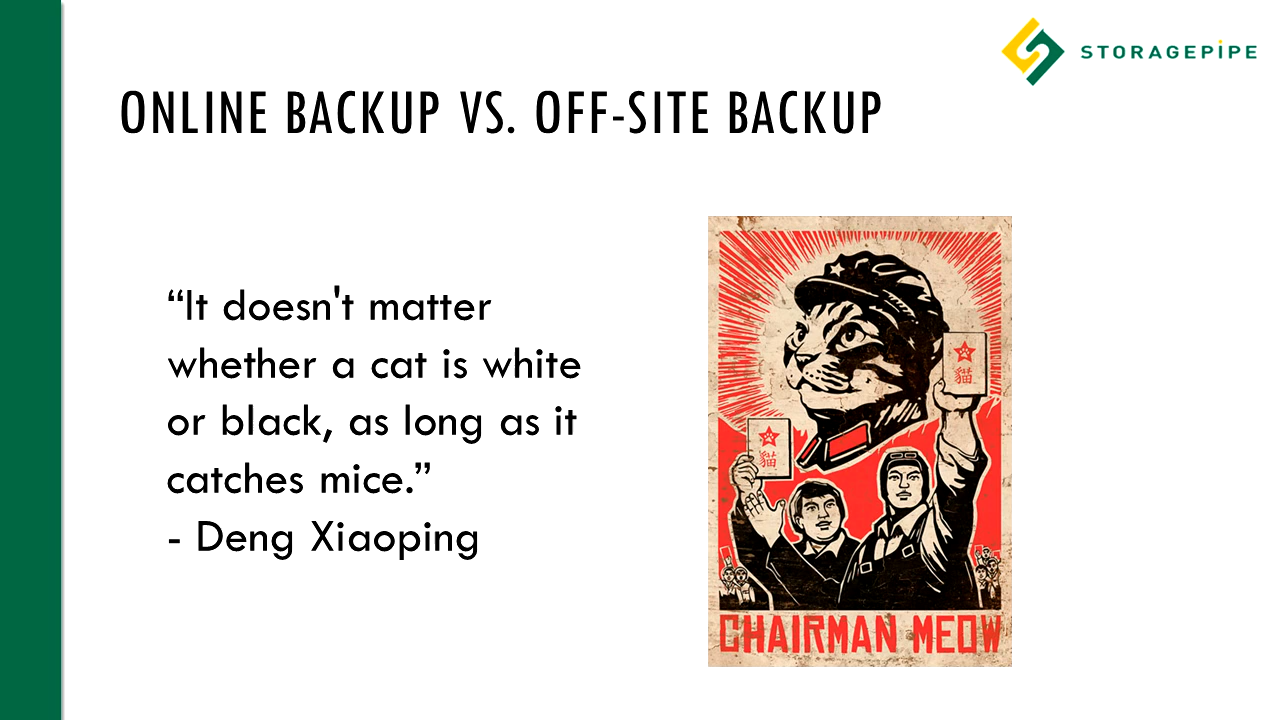 STORAGEPIPE
ONLINE BACKUP VS. OFF-SITE BACKUP
“It doesn't matter
whether a cat is white
or black, as long as it
catches mice.”
- Deng Xiaoping
貓
貓
CHAIRMAN MEOW